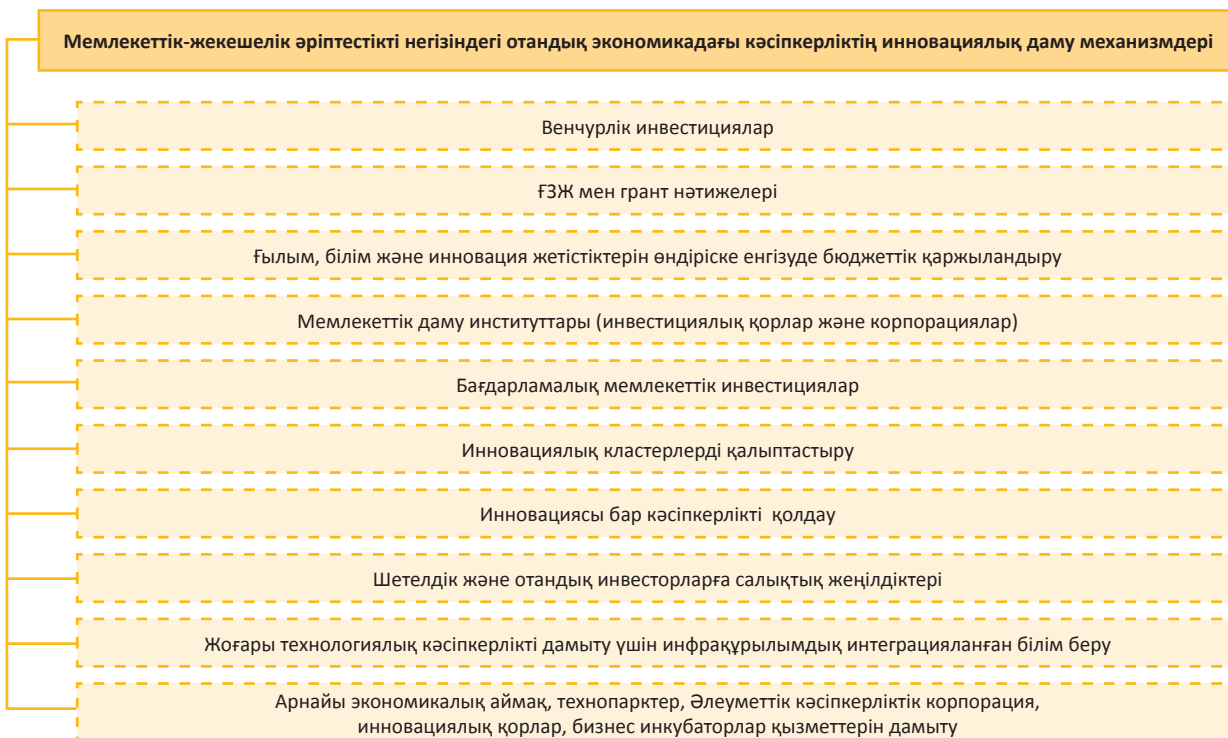 Мемлекеттік-жекешелік әріптестікті негізіндегі отандық экономикадағы кәсіпкерліктің инновациялық даму механизмдері
Венчурлік инвестициялар
ҒЗЖ мен грант нәтижелері
Ғылым, білім және инновация жетістіктерін өндіріске енгізуде бюджеттік қаржыландыру
Мемлекеттік даму институттары (инвестициялық қорлар және корпорациялар)
Бағдарламалық мемлекеттік инвестициялар
Инновациялық кластерлерді қалыптастыру
Инновациясы бар кәсіпкерлікті қолдау
Шетелдік және отандық инвесторларға салықтық жеңілдіктері
Жоғары технологиялық кәсіпкерлікті дамыту үшін инфрақұрылымдық интеграцияланған білім беру
Арнайы экономикалық аймақ, технопарктер, Әлеуметтік кәсіпкерліктік корпорация,
инновациялық қорлар, бизнес инкубаторлар қызметтерін дамыту